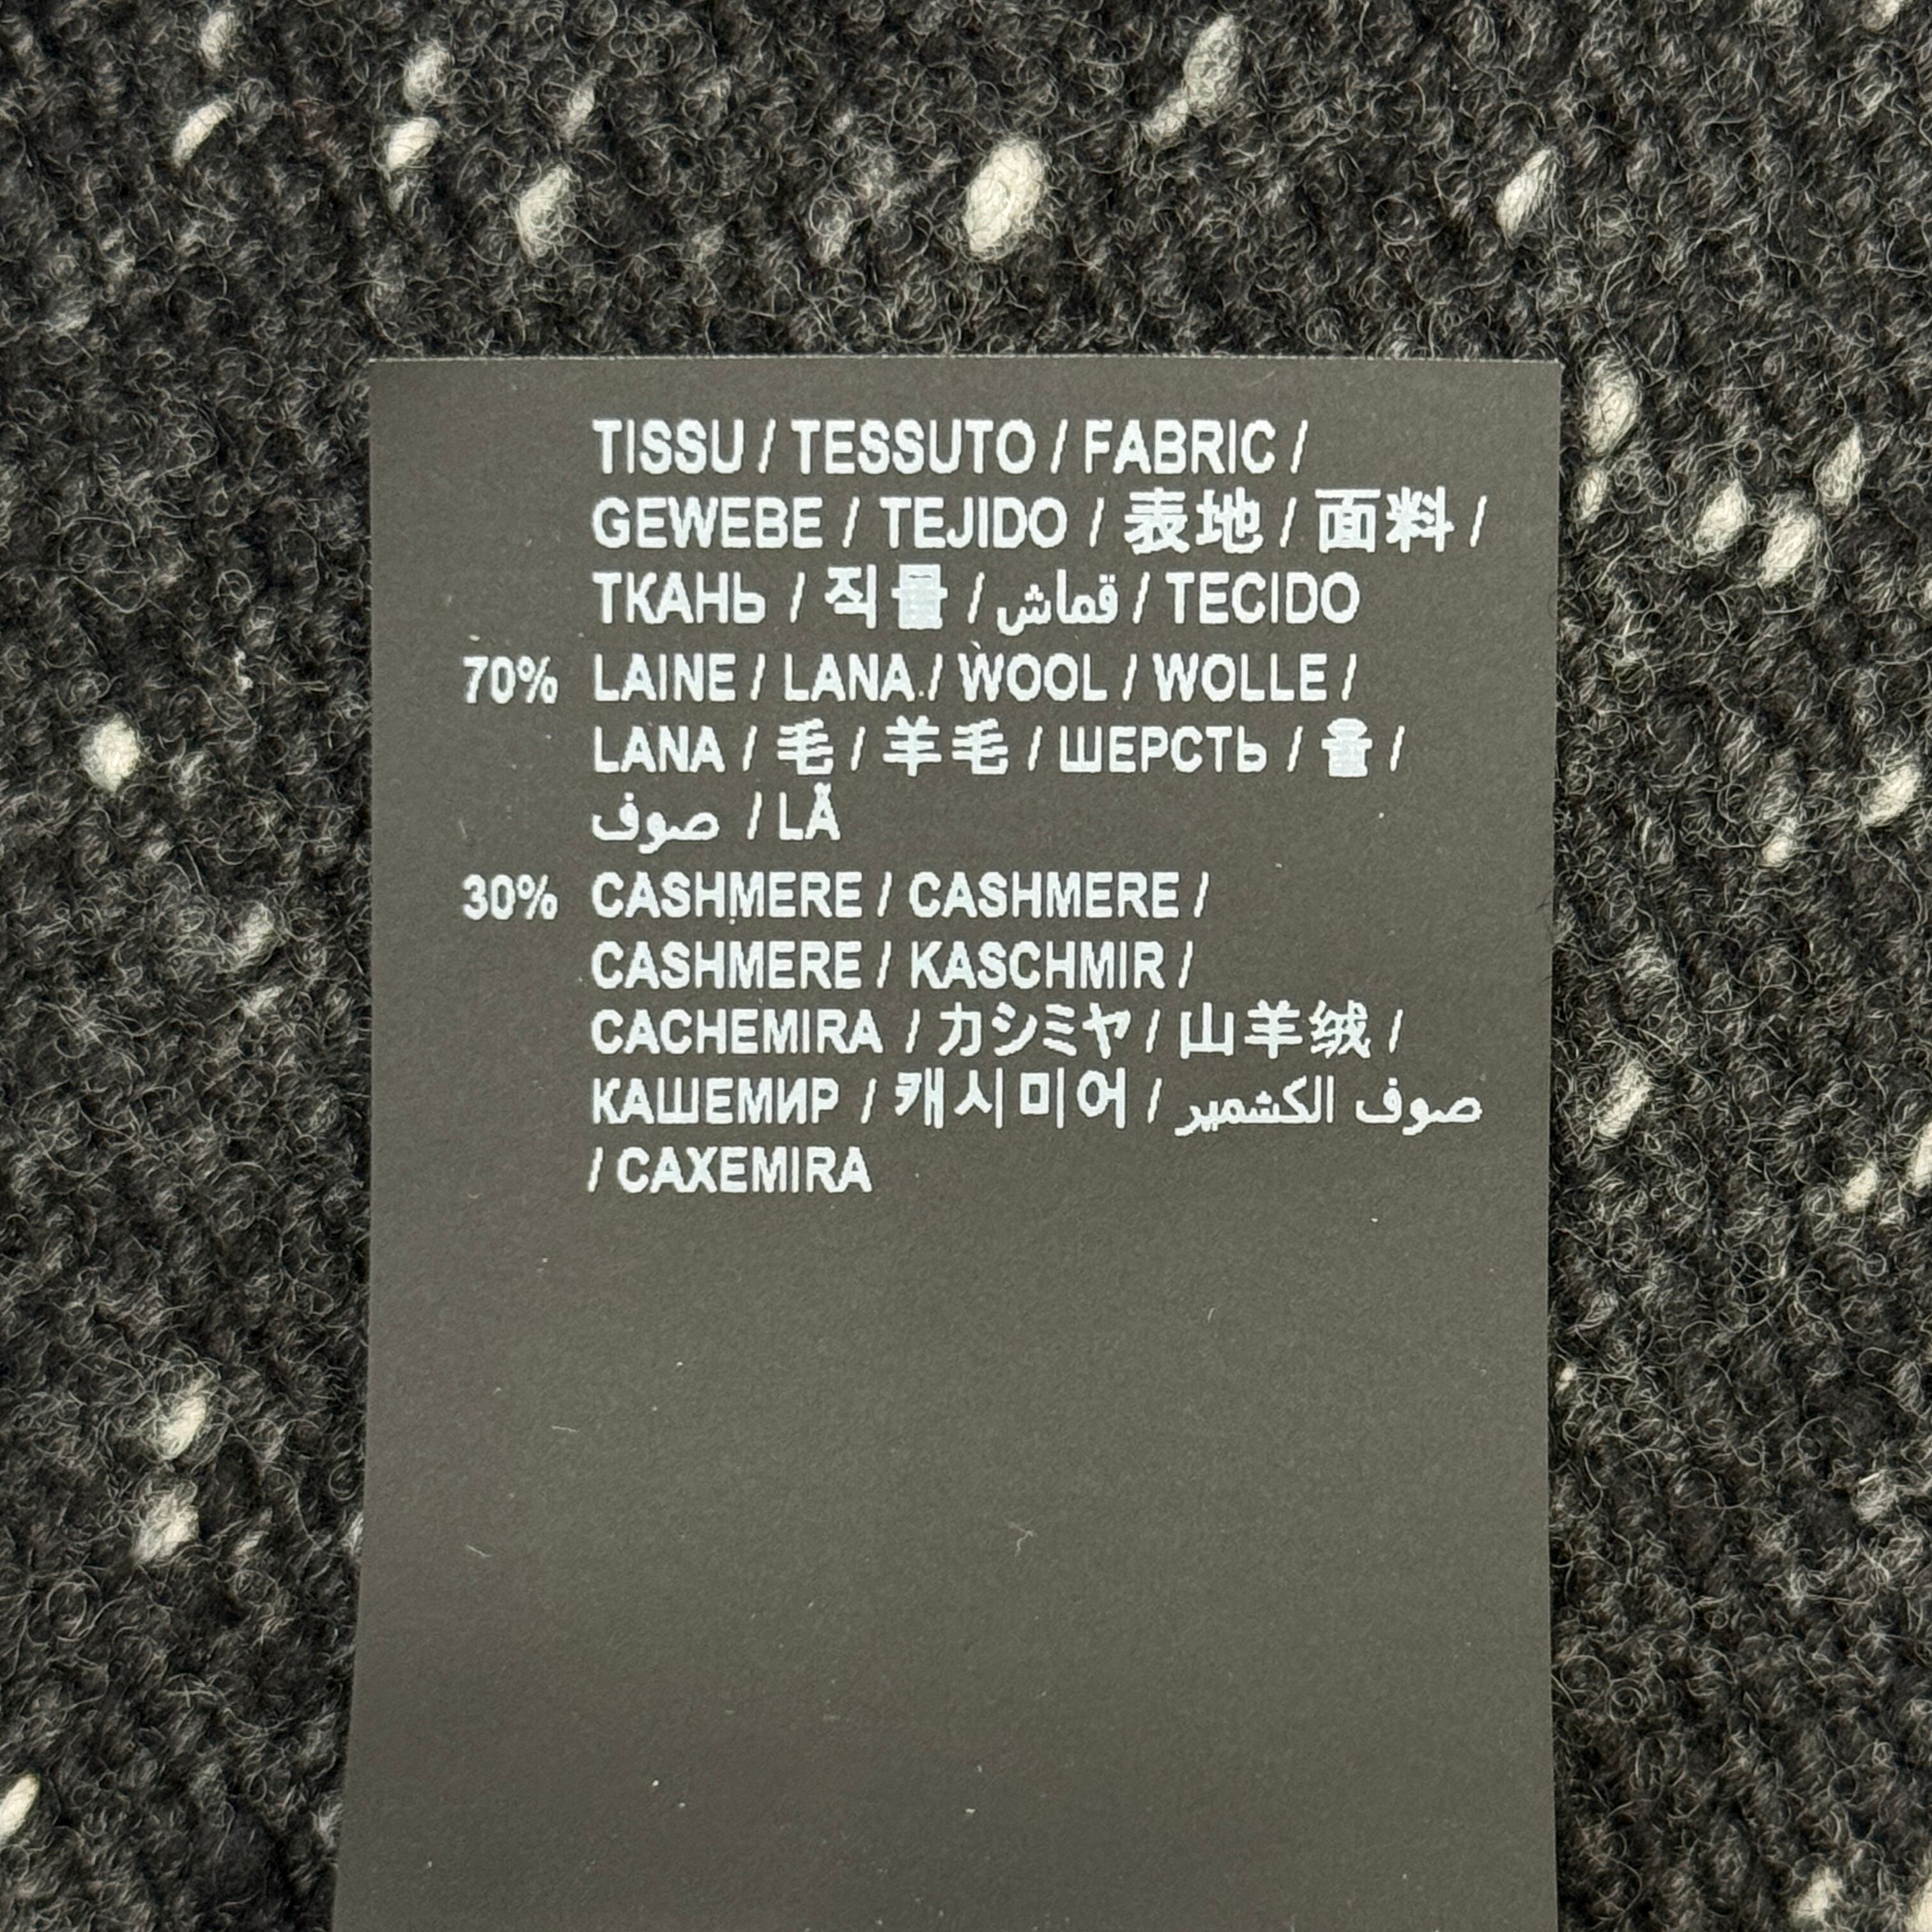 TISSU / TESSUTO / FABRIC /
GEWEBE / TEJIDO / 表地 / 面料 /
ТКАНЬ / 직물 / قماش / TECIDO
70% LAINE / LANA / WOOL / WOLLE /
LANA / 毛 / 羊毛 / ШЕРСТЬ / 울 /
صوف / LÃ
30% CASHMERE / CASHMERE /
CASHMERE / KASCHMIR /
CACHEMIRA / カシミヤ / 山羊绒 /
КАШЕМИР / 캐시미어 / صوف الكشمير
/ CAXEMIRA